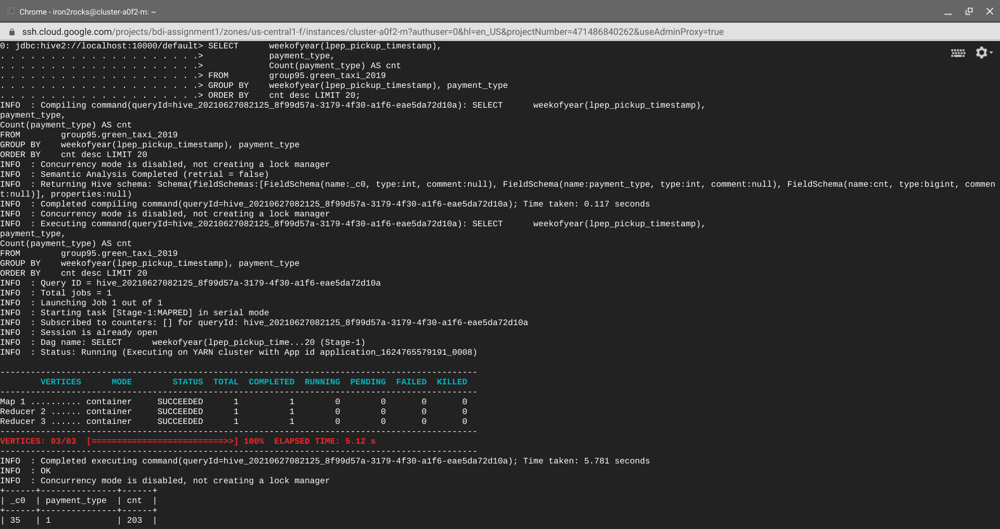 Chrome - iron2rocks@cluster-a0f2-m: ~
ssh.cloud.google.com/projects/bdi-assignment1/zones/us-central1-f/instances/cluster-a0f2-m?authuser=0&hl=en_US&projectNumber=471486840262&useAdminProxy=true
0: jdbc:hive2://localhost:10000/default> SELECT      weekofyear(lpep_pickup_timestamp),
. . . . . . . . . . . . . . . . . . . .>             payment_type,
. . . . . . . . . . . . . . . . . . . .>             Count(payment_type) AS cnt
. . . . . . . . . . . . . . . . . . . .> FROM        group95.green_taxi_2019
. . . . . . . . . . . . . . . . . . . .> GROUP BY    weekofyear(lpep_pickup_timestamp), payment_type
. . . . . . . . . . . . . . . . . . . .> ORDER BY    cnt desc LIMIT 20;
INFO  : Compiling command(queryId=hive_20210627082125_8f99d57a-3179-4f30-a1f6-eae5da72d10a): SELECT      weekofyear(lpep_pickup_timestamp),
payment_type,
Count(payment_type) AS cnt
FROM        group95.green_taxi_2019
GROUP BY    weekofyear(lpep_pickup_timestamp), payment_type
ORDER BY    cnt desc LIMIT 20
INFO  : Concurrency mode is disabled, not creating a lock manager
INFO  : Semantic Analysis Completed (retrial = false)
INFO  : Returning Hive schema: Schema(fieldSchemas:[FieldSchema(name:_c0, type:int, comment:null), FieldSchema(name:payment_type, type:int, comment:null), FieldSchema(name:cnt, type:bigint, commen
t:null)], properties:null)
INFO  : Completed compiling command(queryId=hive_20210627082125_8f99d57a-3179-4f30-a1f6-eae5da72d10a); Time taken: 0.117 seconds
INFO  : Concurrency mode is disabled, not creating a lock manager
INFO  : Executing command(queryId=hive_20210627082125_8f99d57a-3179-4f30-a1f6-eae5da72d10a): SELECT      weekofyear(lpep_pickup_timestamp),
payment_type,
Count(payment_type) AS cnt
FROM        group95.green_taxi_2019
GROUP BY    weekofyear(lpep_pickup_timestamp), payment_type
ORDER BY    cnt desc LIMIT 20
INFO  : Query ID = hive_20210627082125_8f99d57a-3179-4f30-a1f6-eae5da72d10a
INFO  : Total jobs = 1
INFO  : Launching Job 1 out of 1
INFO  : Starting task [Stage-1:MAPRED] in serial mode
INFO  : Subscribed to counters: [] for queryId: hive_20210627082125_8f99d57a-3179-4f30-a1f6-eae5da72d10a
INFO  : Session is already open
INFO  : Dag name: SELECT      weekofyear(lpep_pickup_time...20 (Stage-1)
INFO  : Status: Running (Executing on YARN cluster with App id application_1624765579191_0008)
----------------------------------------------------------------------------------------------
        VERTICES      MODE        STATUS  TOTAL  COMPLETED  RUNNING  PENDING  FAILED  KILLED
----------------------------------------------------------------------------------------------
Map 1 .......... container     SUCCEEDED      1          1        0        0       0       0
Reducer 2 ...... container     SUCCEEDED      1          1        0        0       0       0
Reducer 3 ...... container     SUCCEEDED      1          1        0        0       0       0
----------------------------------------------------------------------------------------------
VERTICES: 03/03  [==========================>>] 100%  ELAPSED TIME: 5.12 s
----------------------------------------------------------------------------------------------
INFO  : Completed executing command(queryId=hive_20210627082125_8f99d57a-3179-4f30-a1f6-eae5da72d10a); Time taken: 5.781 seconds
INFO  : OK
INFO  : Concurrency mode is disabled, not creating a lock manager
+------+---------------+------+
| _c0  | payment_type  | cnt  |
+------+---------------+------+
| 35   | 1             | 203  |